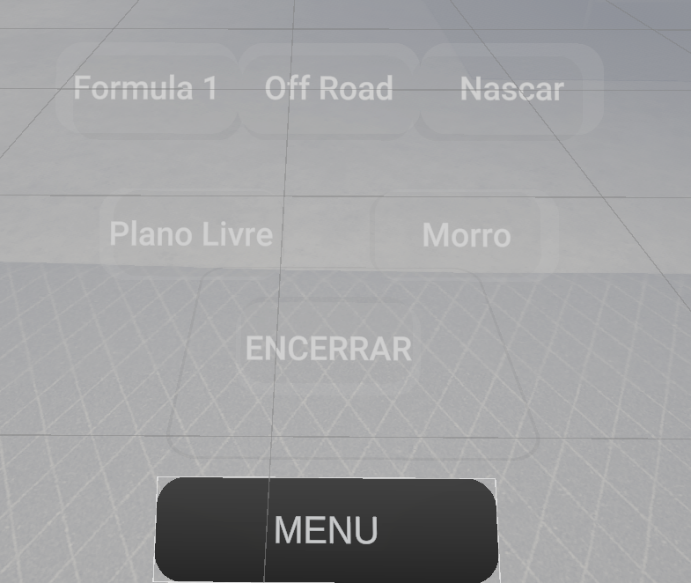 Formula 1 Off Road Nascar
Plano Livre Morro
ENCERRAR
MENU